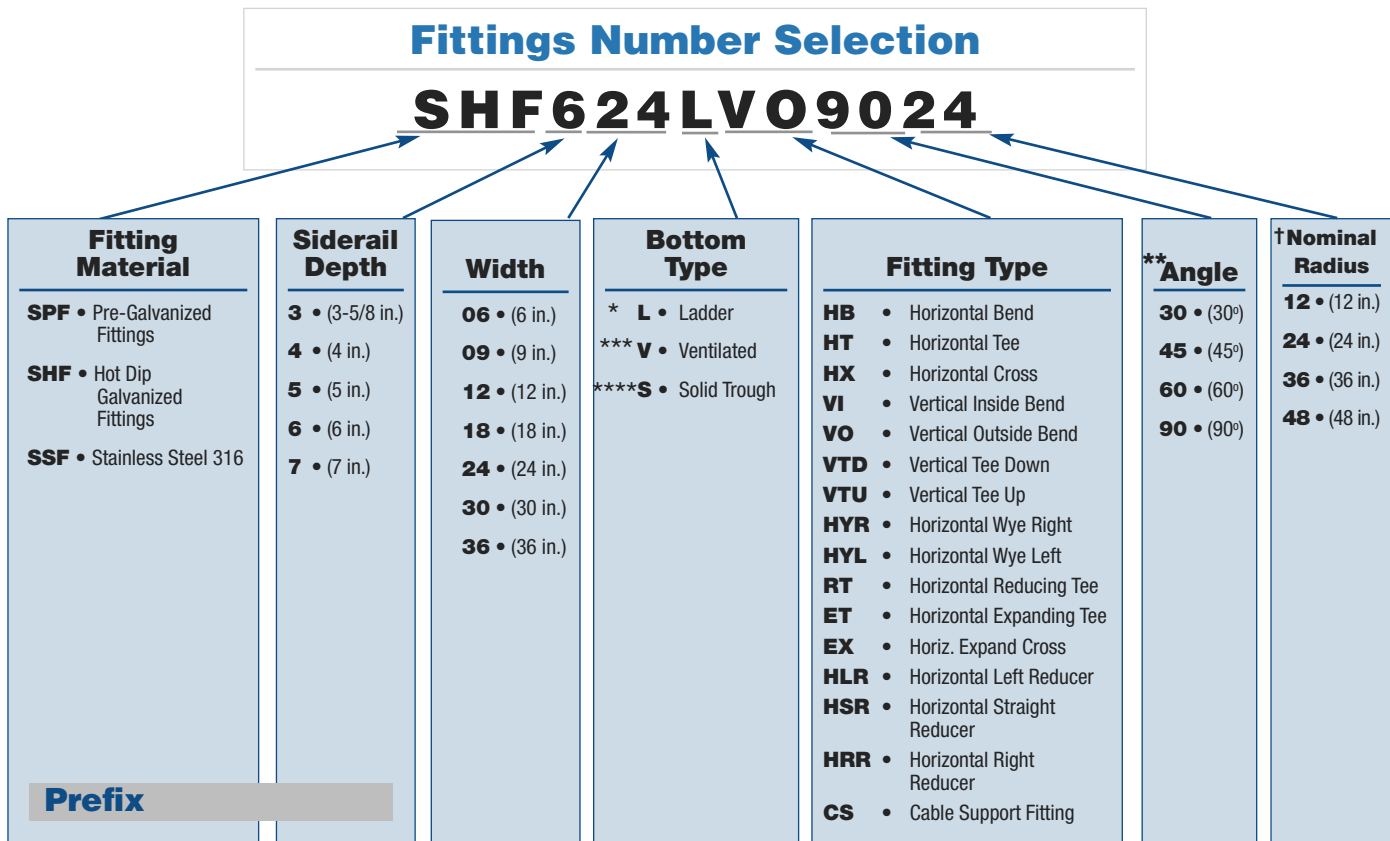 Fittings Number Selection
SHF624LVO9024
Fitting
Material
SPF • Pre-Galvanized
Fittings
SHF • Hot Dip
Galvanized
Fittings
SSF • Stainless Steel 316
Prefix
Siderail
Depth
3 • (3-5/8 in.)
4 • (4 in.)
5 • (5 in.)
6 • (6 in.)
7 • (7 in.)
Width
06 • (6 in.)
09 • (9 in.)
12 • (12 in.)
18 • (18 in.)
24 • (24 in.)
30 • (30 in.)
36 • (36 in.)
Bottom
Type
* L • Ladder
*** V • Ventilated
****S • Solid Trough
Fitting Type
HB • Horizontal Bend
HT • Horizontal Tee
HX • Horizontal Cross
VI • Vertical Inside Bend
VO • Vertical Outside Bend
VTD • Vertical Tee Down
VTU • Vertical Tee Up
HYR • Horizontal Wye Right
HYL • Horizontal Wye Left
RT • Horizontal Reducing Tee
ET • Horizontal Expanding Tee
EX • Horiz. Expand Cross
HLR • Horizontal Left Reducer
HSR • Horizontal Straight
Reducer
HRR • Horizontal Right
Reducer
CS • Cable Support Fitting
**Angle
30 • (30º)
45 • (45º)
60 • (60º)
90 • (90º)
†Nominal
Radius
12 • (12 in.)
24 • (24 in.)
36 • (36 in.)
48 • (48 in.)